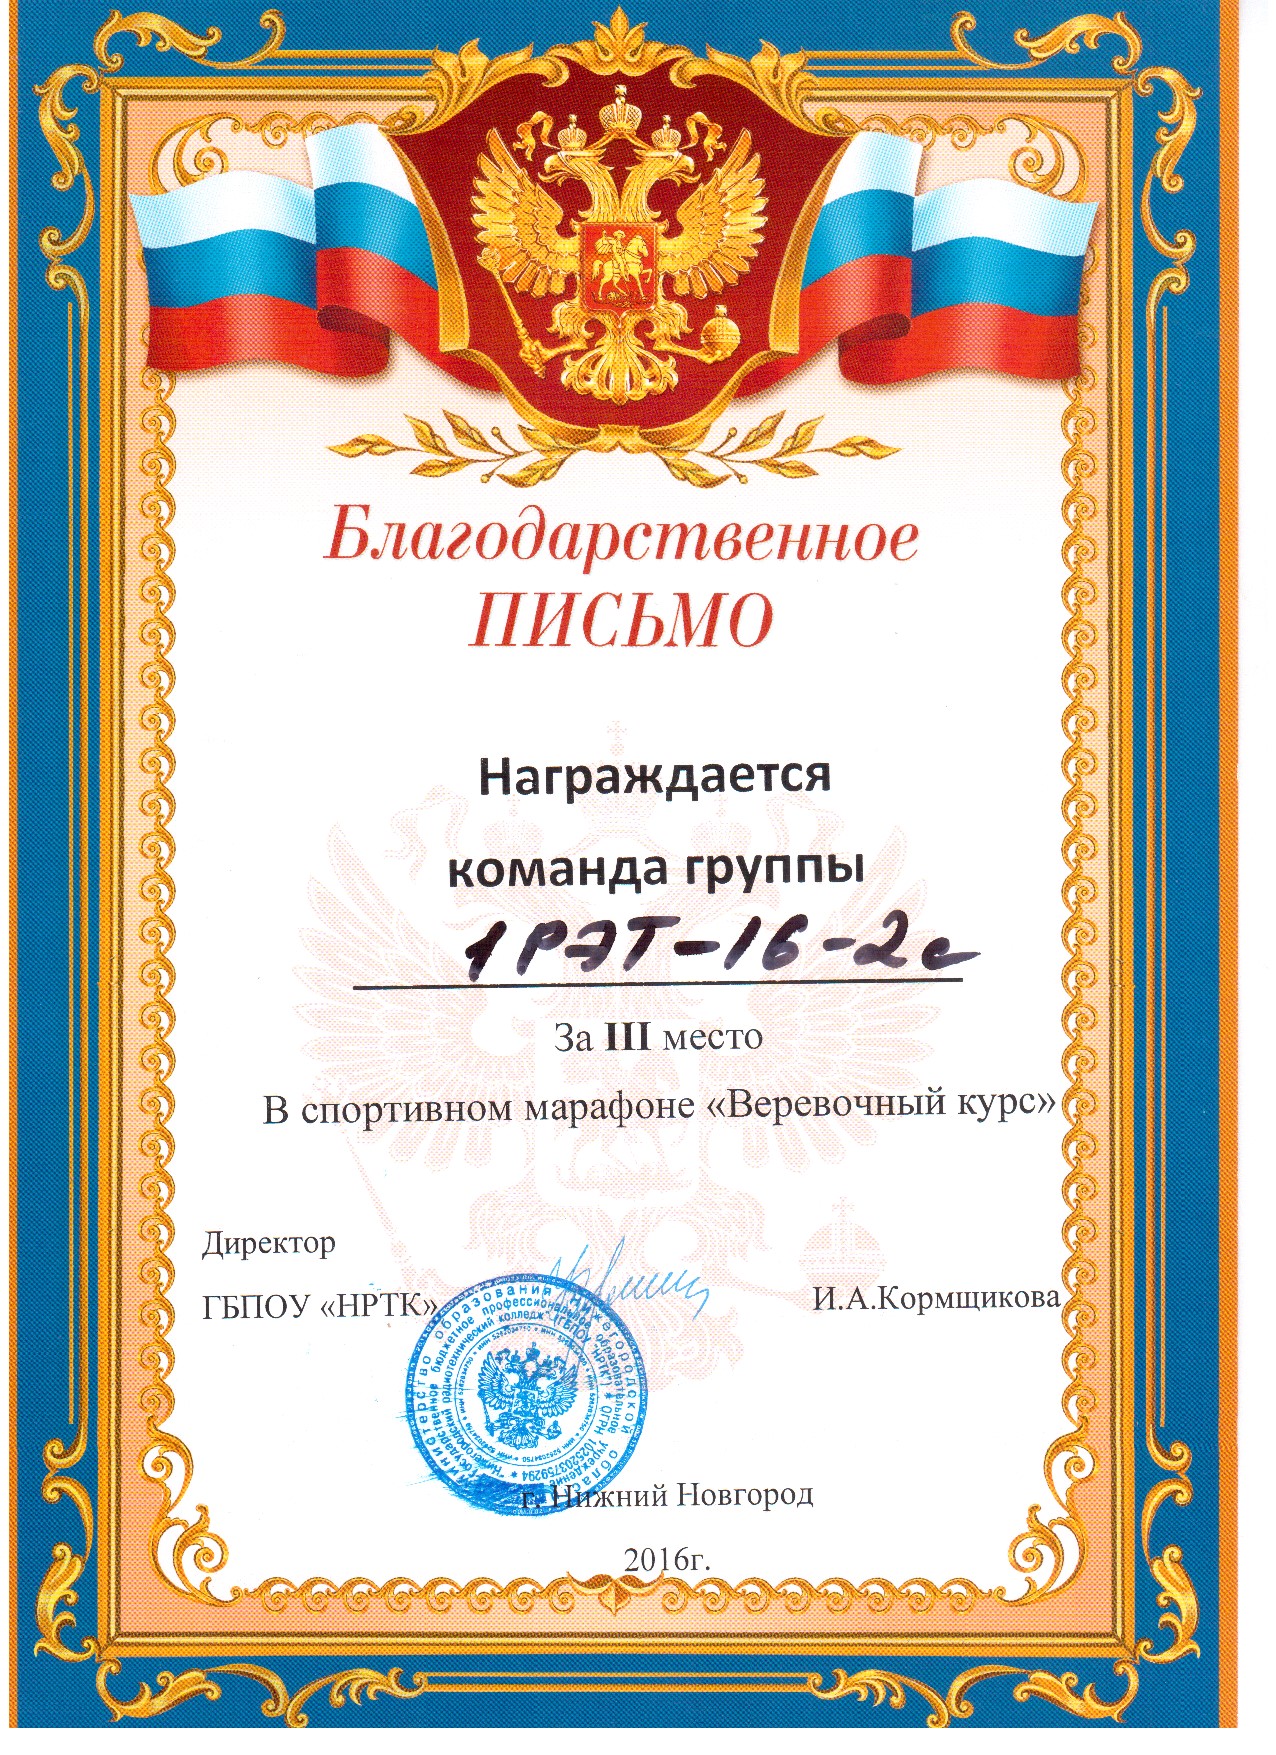 Благодарственное
ПИСЬМО
Награждается
команда группы
1РЭТ-16-2с
За III место
В спортивном марафоне «Веревочный курс»
Директор
ГБПОУ «НРТК»
И.А.Кормщикова
министерство образования Нижегородской области
Государственное бюджетное профессиональное образовательное учреждение
"Нижегородский радиотехнический колледж" (ГБПОУ "НРТК") * ОГРН 1025203759294 *
г. Нижний Новгород
2016г.